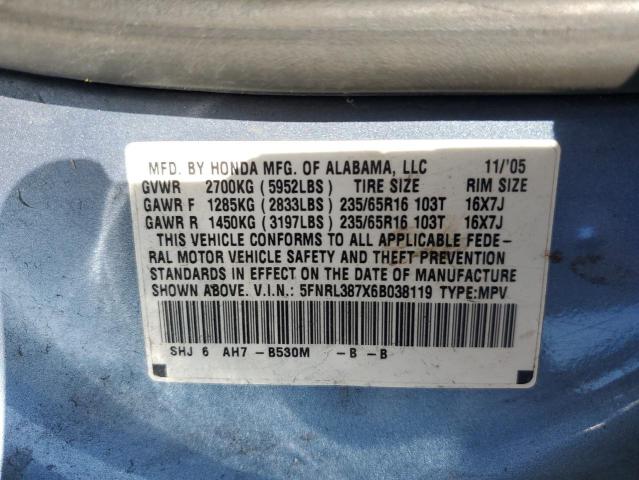 MFD. BY HONDA MFG. OF ALABAMA, LLC 11/'05
GVWR 2700KG (5952LBS) TIRE SIZE RIM SIZE
GAWR F 1285KG (2833LBS) 235/65R16 103T 16X7J
GAWR R 1450KG (3197LBS) 235/65R16 103T 16X7J
THIS VEHICLE CONFORMS TO ALL APPLICABLE FEDE-
RAL MOTOR VEHICLE SAFETY AND THEFT PREVENTION
STANDARDS IN EFFECT ON THE DATE OF MANUFACTURE
SHOWN ABOVE. V.I.N.: 5FNRL387X6B038119 TYPE:MPV
SHJ 6 AH7 -B530M -B -B